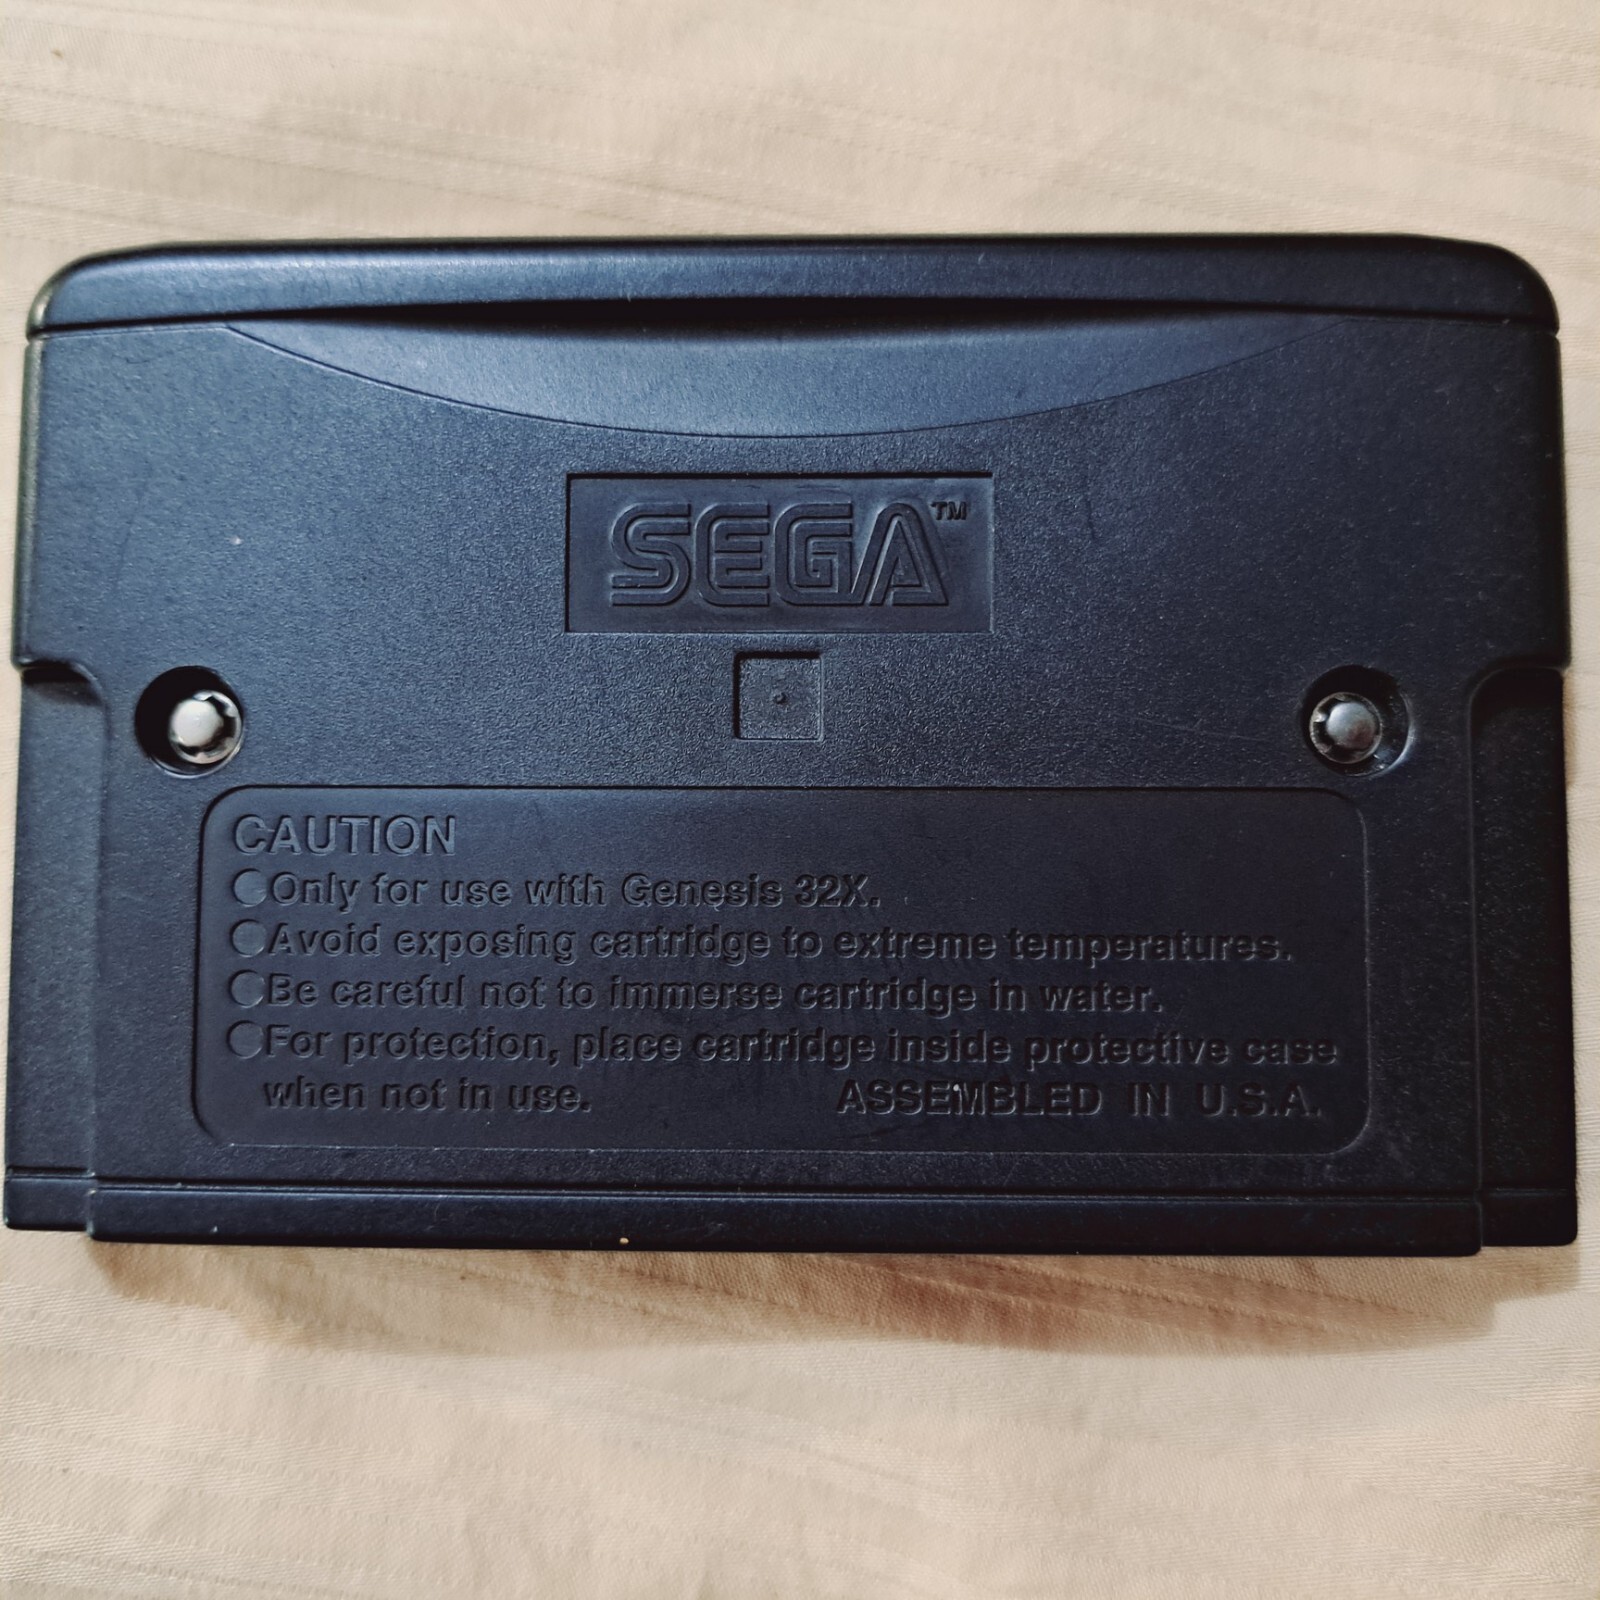 SEGA™
CAUTION
○Only for use with Genesis 32X.
○Avoid exposing cartridge to extreme temperatures.
○Be careful not to immerse cartridge in water.
○For protection, place cartridge inside protective case
when not in use. ASSEMBLED IN U.S.A.